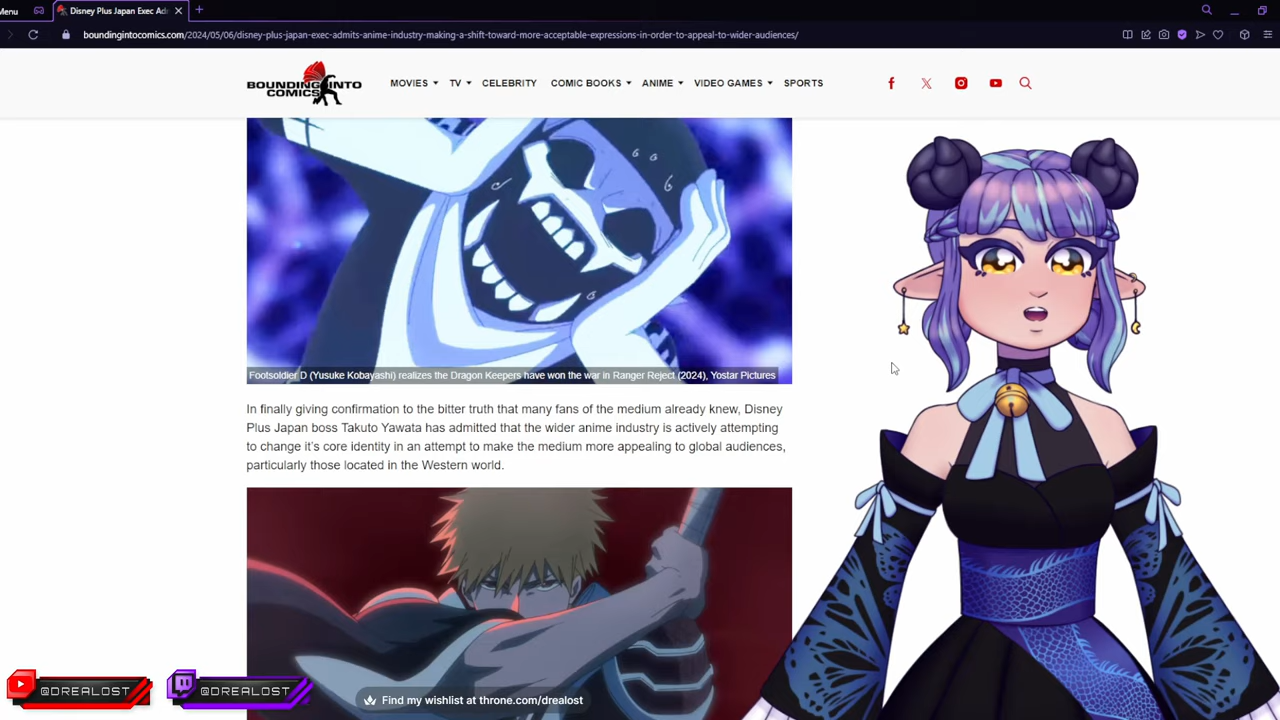 Menu
Disney Plus Japan Exec Adm
boundingintocomics.com/2024/05/06/disney-plus-japan-exec-admits-anime-industry-making-a-shift-toward-more-acceptable-expressions-in-order-to-appeal-to-wider-audiences/
BOUNDING INTO
COMICS
MOVIES TV CELEBRITY COMIC BOOKS ANIME VIDEO GAMES SPORTS
Footsoldier D (Yusuke Kobayashi) realizes the Dragon Keepers have won the war in Ranger Reject (2024), Yostar Pictures
In finally giving confirmation to the bitter truth that many fans of the medium already knew, Disney
Plus Japan boss Takuto Yawata has admitted that the wider anime industry is actively attempting
to change it's core identity in an attempt to make the medium more appealing to global audiences,
particularly those located in the Western world.
@DREALOST
@DREALOST
Find my wishlist at throne.com/drealost